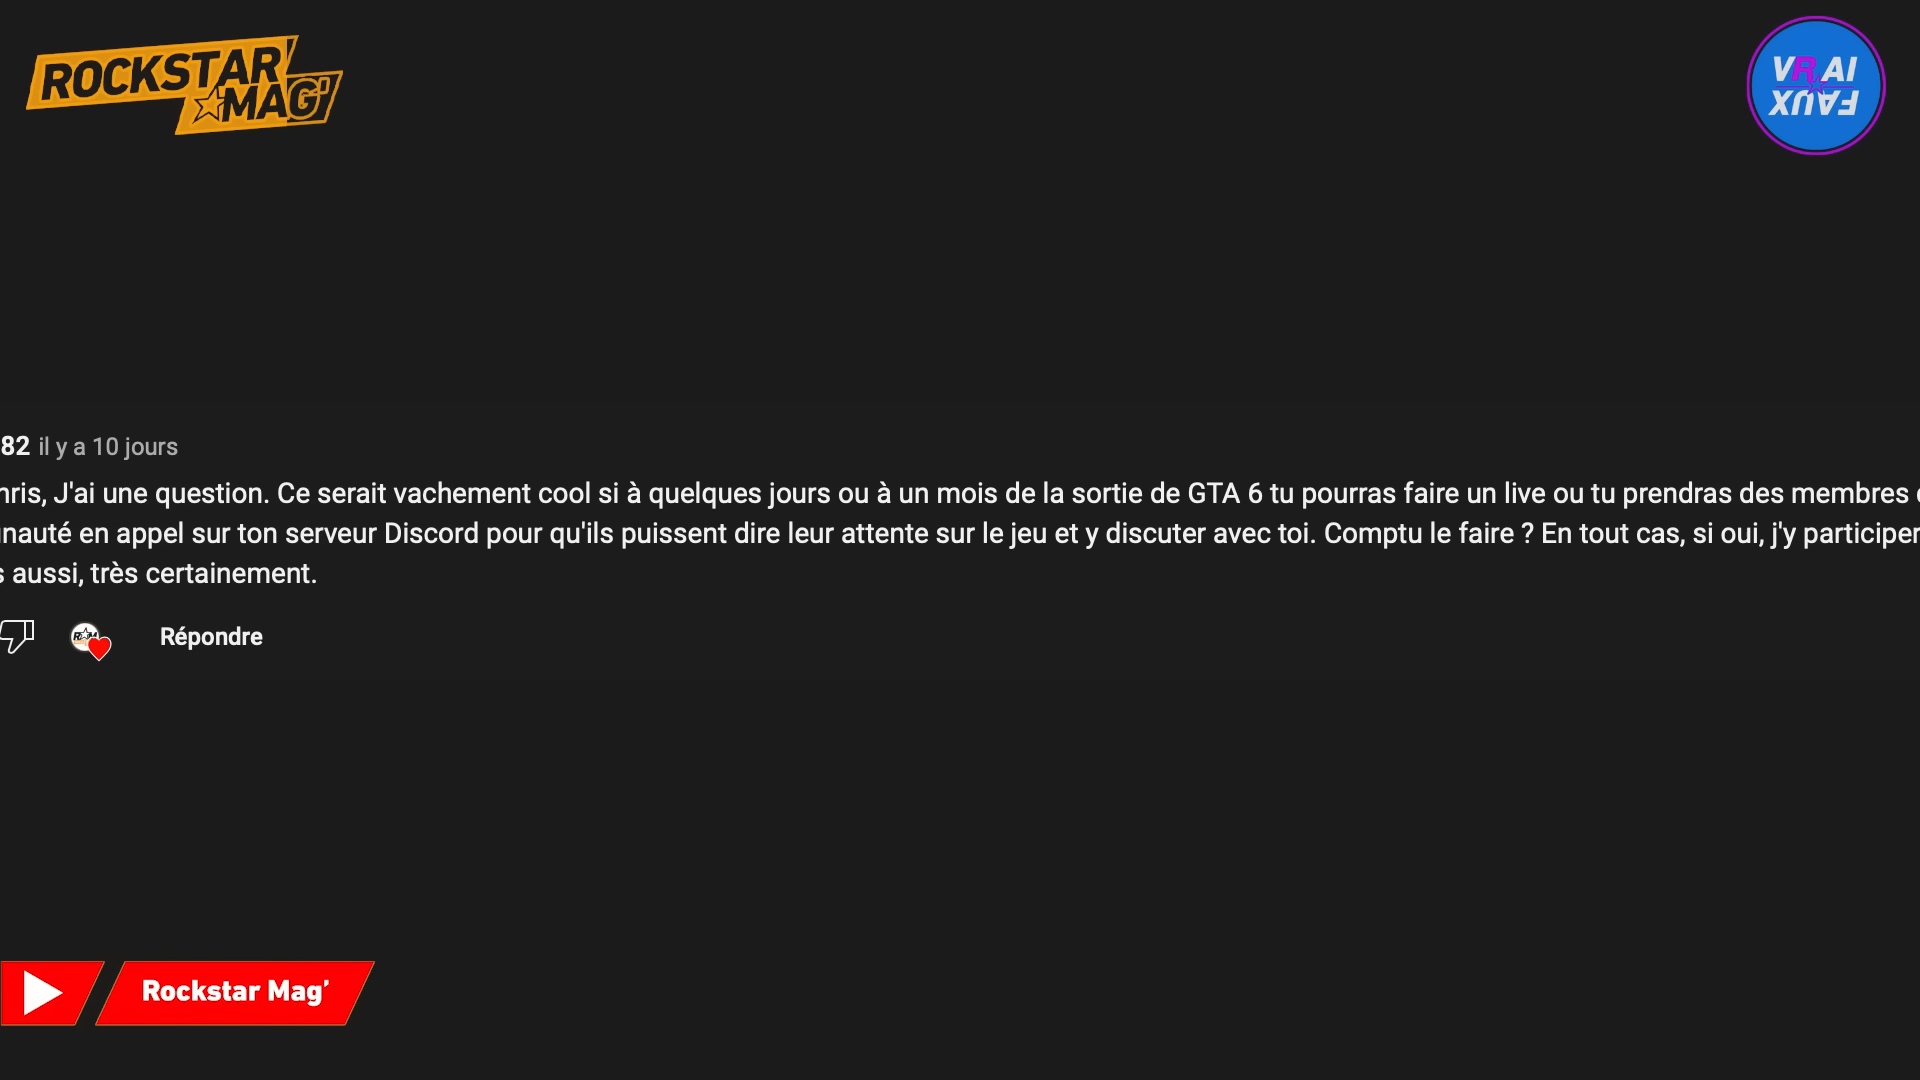 ROCKSTAR
MAG'
VRAI
FAUX
82 il y a 10 jours
hris, J'ai une question. Ce serait vachement cool si à quelques jours ou à un mois de la sortie de GTA 6 tu pourras faire un live ou tu prendras des membres
nauté en appel sur ton serveur Discord pour qu'ils puissent dire leur attente sur le jeu et y discuter avec toi. Comptu le faire ? En tout cas, si oui, j'y participer
s aussi, très certainement.
Répondre
Rockstar Mag’